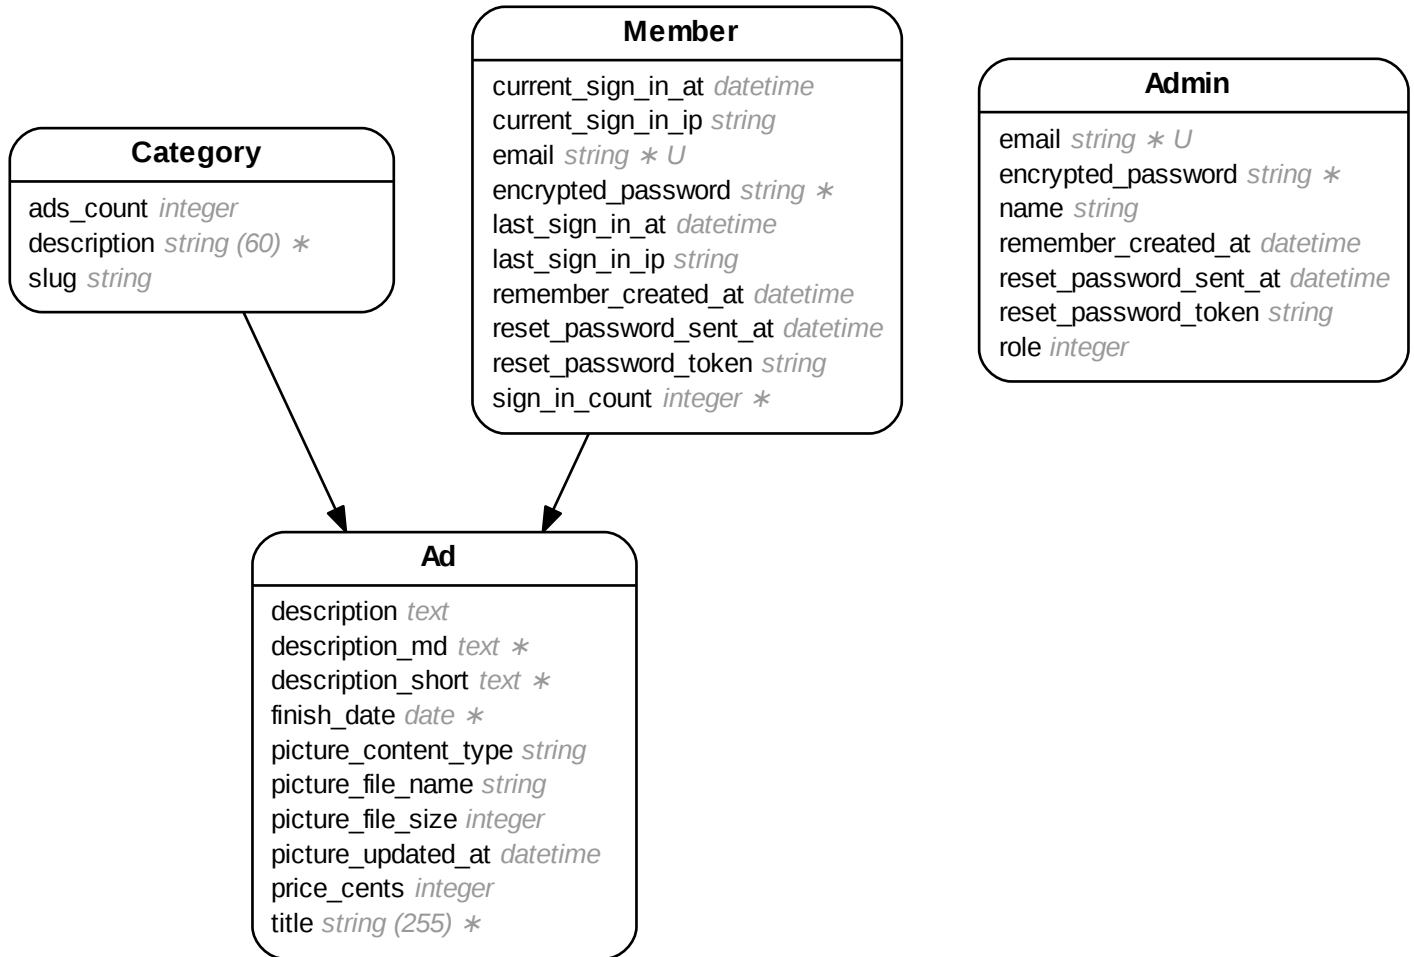 Category
ads_count integer
description string (60) ∗
slug string
Member
current_sign_in_at datetime
current_sign_in_ip string
email string ∗ U
encrypted_password string ∗
last_sign_in_at datetime
last_sign_in_ip string
remember_created_at datetime
reset_password_sent_at datetime
reset_password_token string
sign_in_count integer ∗
Admin
email string ∗ U
encrypted_password string ∗
name string
remember_created_at datetime
reset_password_sent_at datetime
reset_password_token string
role integer
Ad
description text
description_md text ∗
description_short text ∗
finish_date date ∗
picture_content_type string
picture_file_name string
picture_file_size integer
picture_updated_at datetime
price_cents integer
title string (255) ∗